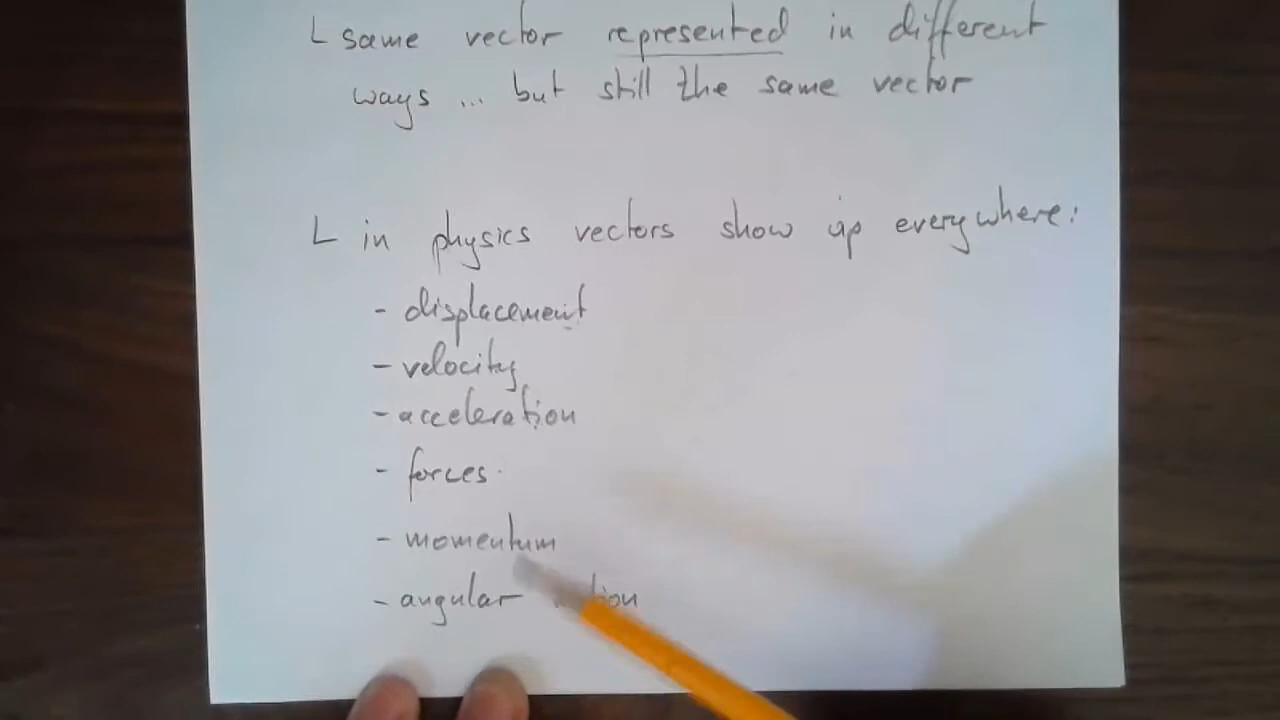 L same vector represented in different
ways ... but still the same vector
L in physics vectors show up everywhere:
- displacement
- velocity
- acceleration
- forces
- momentum
- angular